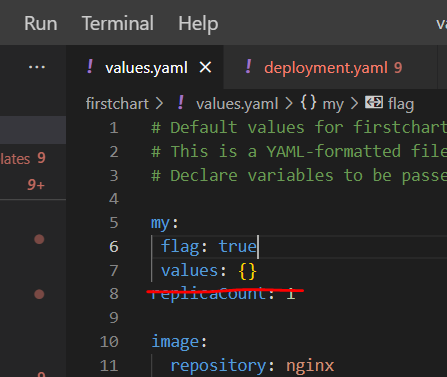 Run Terminal Help va
... ! values.yaml × ! deployment.yaml 9
firstchart > ! values.yaml > {} my > flag
1 # Default values for firstchart
2 # This is a YAML-formatted file
lates 9
3 # Declare variables to be passe
9+
4
5 my:
6 flag: true
7 values: {}
8 replicaCount: 1
9
10 image:
11 repository: nginx
9